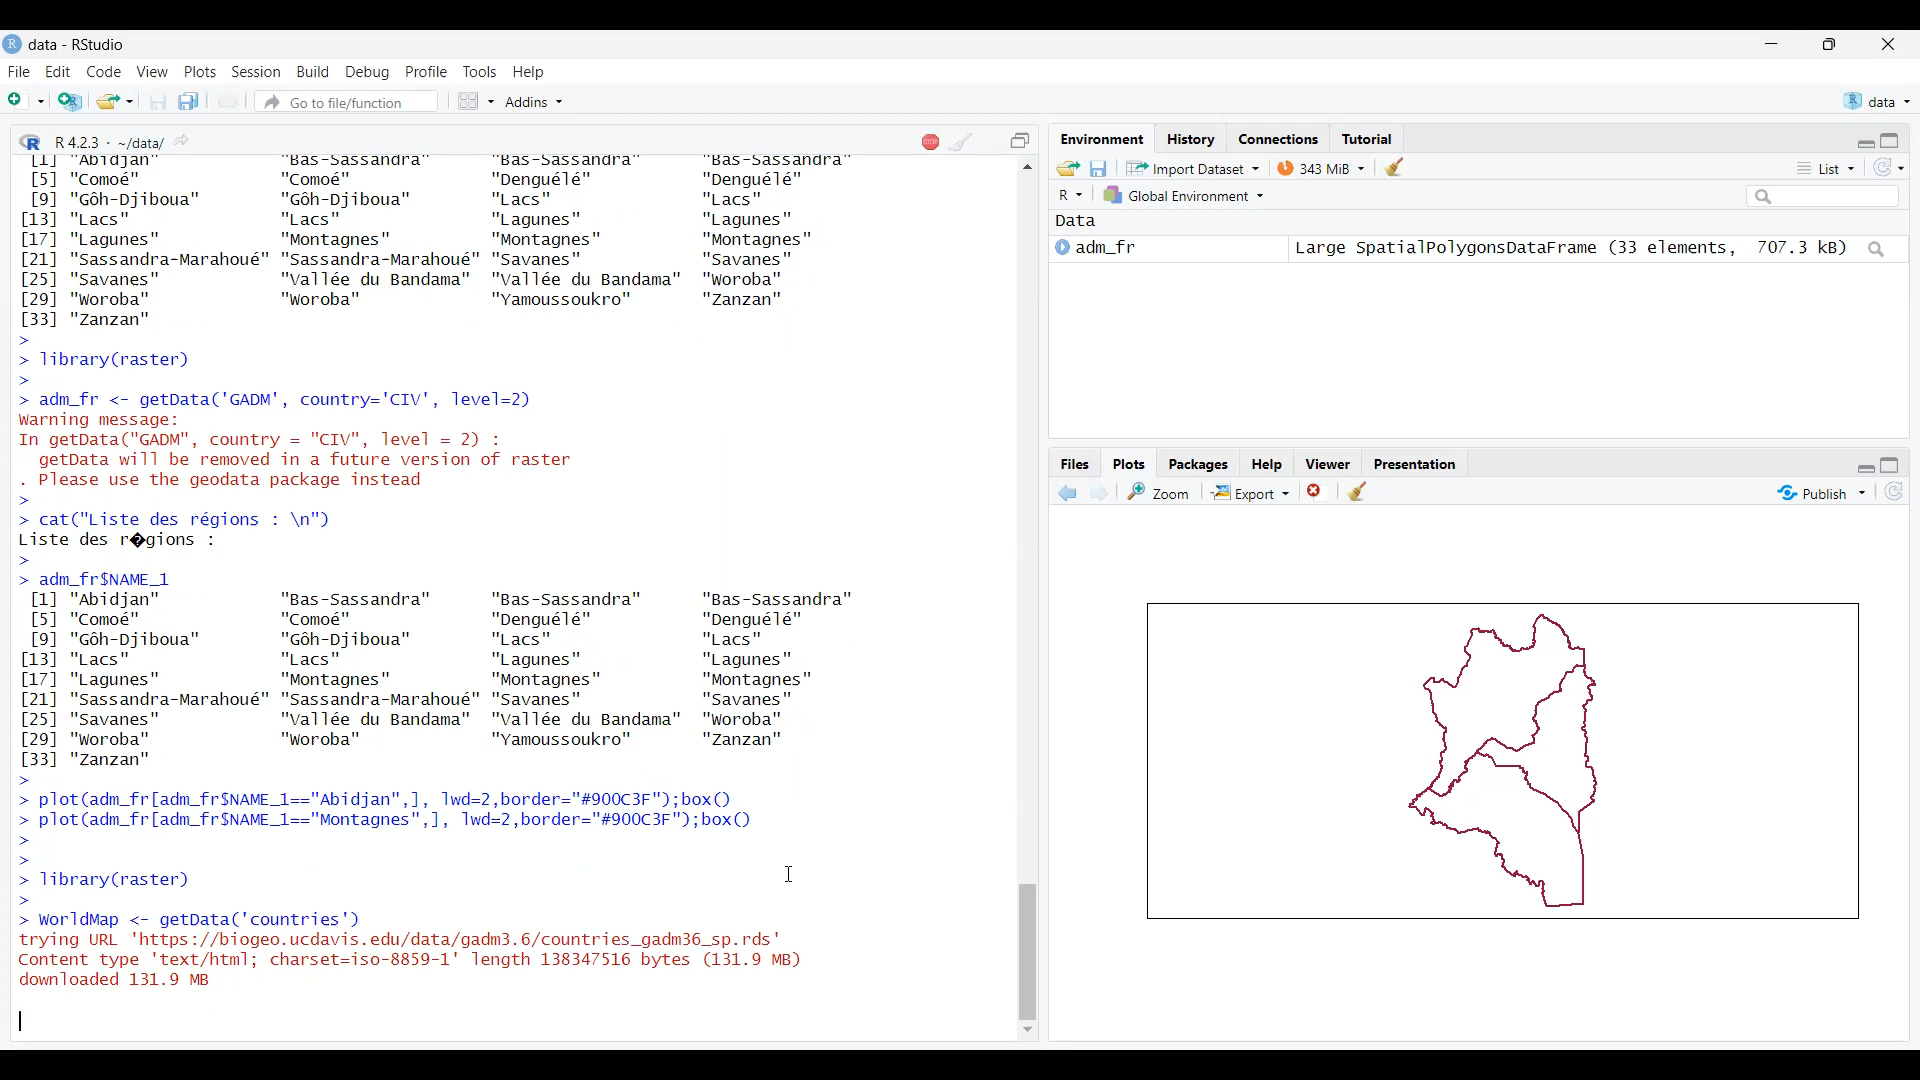 data - RStudio
File Edit Code View Plots Session Build Debug Profile Tools Help
Go to file/function Addins data
R 4.2.3 · ~/data/
[1] "Abidjan" "Bas-Sassandra" "Bas-Sassandra" "Bas-Sassandra"
[5] "Comoé" "Comoé" "Denguélé" "Denguélé"
[9] "Gôh-Djiboua" "Gôh-Djiboua" "Lacs" "Lacs"
[13] "Lacs" "Lacs" "Lagunes" "Lagunes"
[17] "Lagunes" "Montagnes" "Montagnes" "Montagnes"
[21] "Sassandra-Marahoué" "Sassandra-Marahoué" "Savanes" "Savanes"
[25] "Savanes" "Vallée du Bandama" "Vallée du Bandama" "Woroba"
[29] "Woroba" "Woroba" "Yamoussoukro" "Zanzan"
[33] "Zanzan"
>
> library(raster)
>
> adm_fr <- getData('GADM', country='CIV', level=2)
Warning message:
In getData("GADM", country = "CIV", level = 2) :
getData will be removed in a future version of raster
. Please use the geodata package instead
>
> cat("Liste des régions : \n")
Liste des r�gions :
>
> adm_fr$NAME_1
[1] "Abidjan" "Bas-Sassandra" "Bas-Sassandra" "Bas-Sassandra"
[5] "Comoé" "Comoé" "Denguélé" "Denguélé"
[9] "Gôh-Djiboua" "Gôh-Djiboua" "Lacs" "Lacs"
[13] "Lacs" "Lacs" "Lagunes" "Lagunes"
[17] "Lagunes" "Montagnes" "Montagnes" "Montagnes"
[21] "Sassandra-Marahoué" "Sassandra-Marahoué" "Savanes" "Savanes"
[25] "Savanes" "Vallée du Bandama" "Vallée du Bandama" "Woroba"
[29] "Woroba" "Woroba" "Yamoussoukro" "Zanzan"
[33] "Zanzan"
>
> plot(adm_fr[adm_fr$NAME_1=="Abidjan",], lwd=2,border="#900C3F");box()
> plot(adm_fr[adm_fr$NAME_1=="Montagnes",], lwd=2,border="#900C3F");box()
>
>
> library(raster)
>
> WorldMap <- getData('countries')
trying URL 'https://biogeo.ucdavis.edu/data/gadm3.6/countries_gadm36_sp.rds'
Content type 'text/html; charset=iso-8859-1' length 138347516 bytes (131.9 MB)
downloaded 131.9 MB
Environment History Connections Tutorial
Import Dataset 343 MiB List
R Global Environment
Data
adm_fr Large SpatialPolygonsDataFrame (33 elements, 707.3 kB)
Files Plots Packages Help Viewer Presentation
Zoom Export Publish